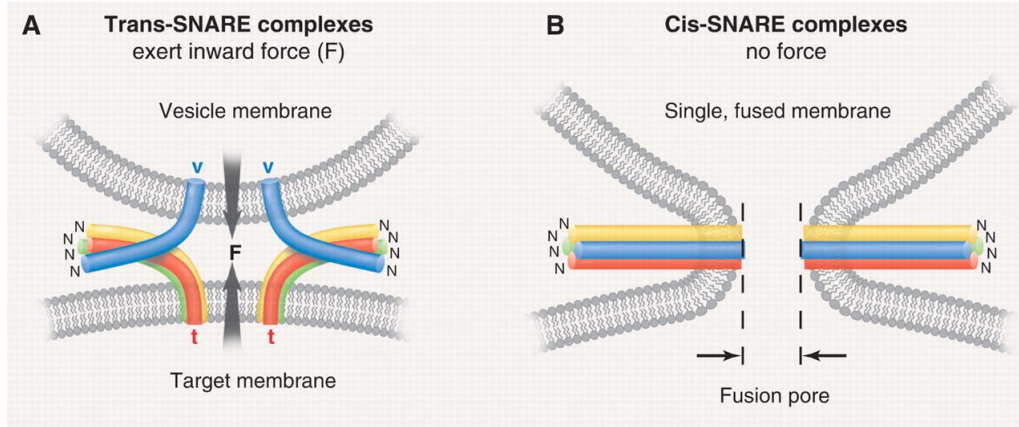 A
Trans-SNARE complexes
exert inward force (F)
Vesicle membrane
v
v
N
N
N
N
N
N
N
N
F
t
t
Target membrane
B
Cis-SNARE complexes
no force
Single, fused membrane
N
N
N
N
N
N
N
N
Fusion pore